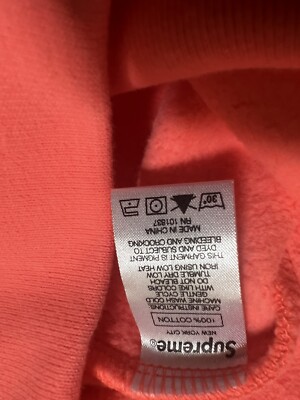 Supreme®
NEW YORK CITY
100% COTTON
CARE INSTRUCTIONS
MACHINE WASH COLD
GENTLE CYCLE
WITH LIKE COLORS
DO NOT BLEACH
TUMBLE DRY LOW
IRON USING LOW HEAT
THIS GARMENT IS PIGMENT
DYED AND SUBJECT TO
BLEEDING AND CROCKING
MADE IN CHINA
RN 101837
30°